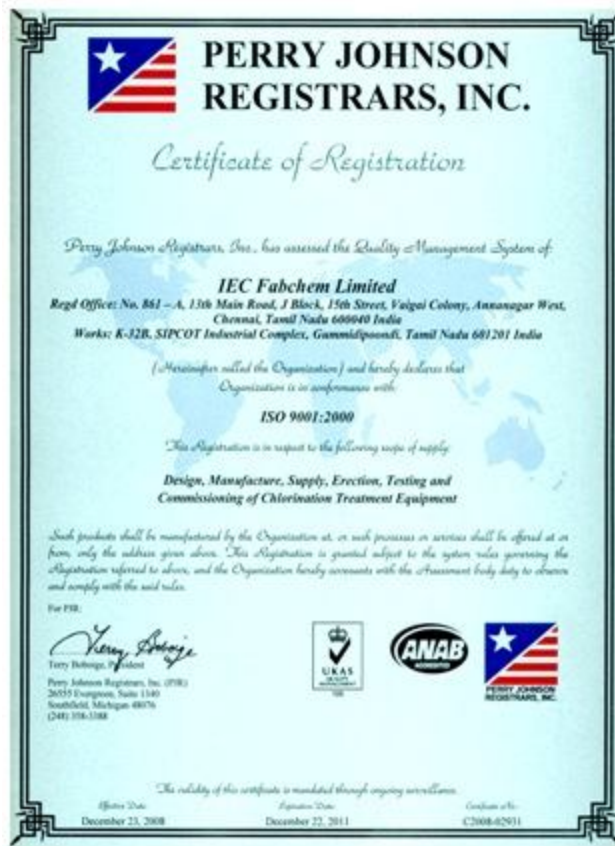 PERRY JOHNSON
REGISTRARS, INC.
Certificate of Registration
Perry Johnson Registrars, Inc., has assessed the Quality Management System of:
IEC Fabchem Limited
Regd Office: No. 861 – A, 13th Main Road, J Block, 15th Street, Vaigai Colony, Annanagar West,
Chennai, Tamil Nadu 600040 India
Works: K-32B, SIPCOT Industrial Complex, Gummidipoondi, Tamil Nadu 601201 India
(Hereinafter called the Organization) and hereby declares that
Organization is in conformance with:
ISO 9001:2000
This Registration is in respect to the following scope of supply:
Design, Manufacture, Supply, Erection, Testing and
Commissioning of Chlorination Treatment Equipment
Such products shall be manufactured by the Organization at, or such processes or services shall be offered at or
from, only the address given above. This Registration is granted subject to the system rules governing the
Registration referred to above, and the Organization hereby covenants with the Assessment body duty to observe
and comply with the said rules.
For PJR:
Terry Boboige, President
Perry Johnson Registrars, Inc. (PJR)
26555 Evergreen, Suite 1340
Southfield, Michigan 48076
(248) 358-3388
UKAS
QUALITY
MANAGEMENT
ANAB
ACCREDITED
PERRY JOHNSON
REGISTRARS, INC.
The validity of this certificate is mandated through ongoing surveillance.
Effective Date: Expiration Date: Certificate No.:
December 23, 2008 December 22, 2011 C2008-02931